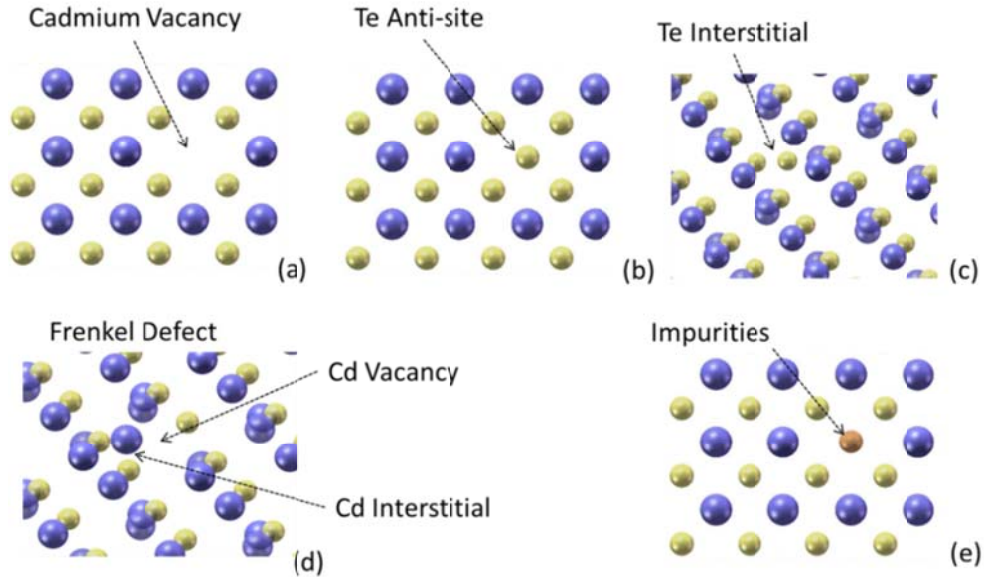 Cadmium Vacancy
Te Anti-site
Te Interstitial
(a)
(b)
(c)
Frenkel Defect
Cd Vacancy
Cd Interstitial
(d)
Impurities
(e)